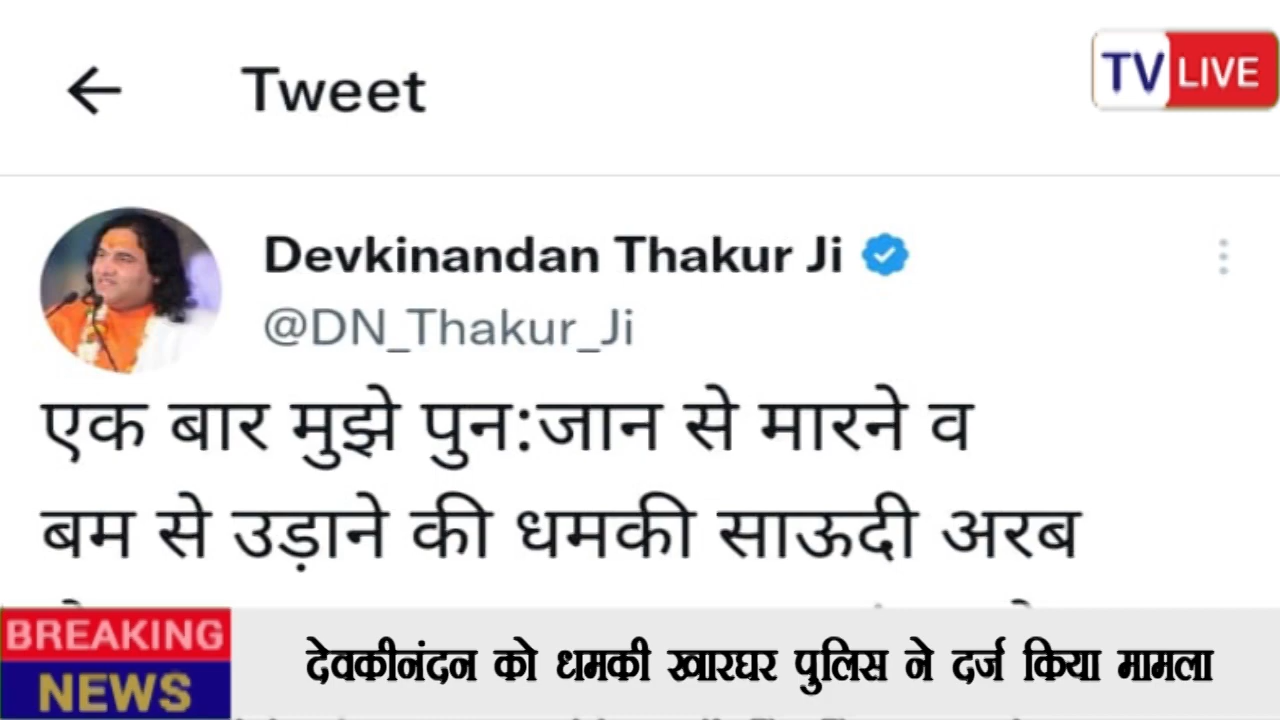 Tweet
TV LIVE
Devkinandan Thakur Ji
@DN_Thakur_Ji
एक बार मुझे पुन:जान से मारने व
बम से उड़ाने की धमकी साऊदी अरब
BREAKING
NEWS
देवकीनंदन को धमकी खारघर पुलिस ने दर्ज किया मामला